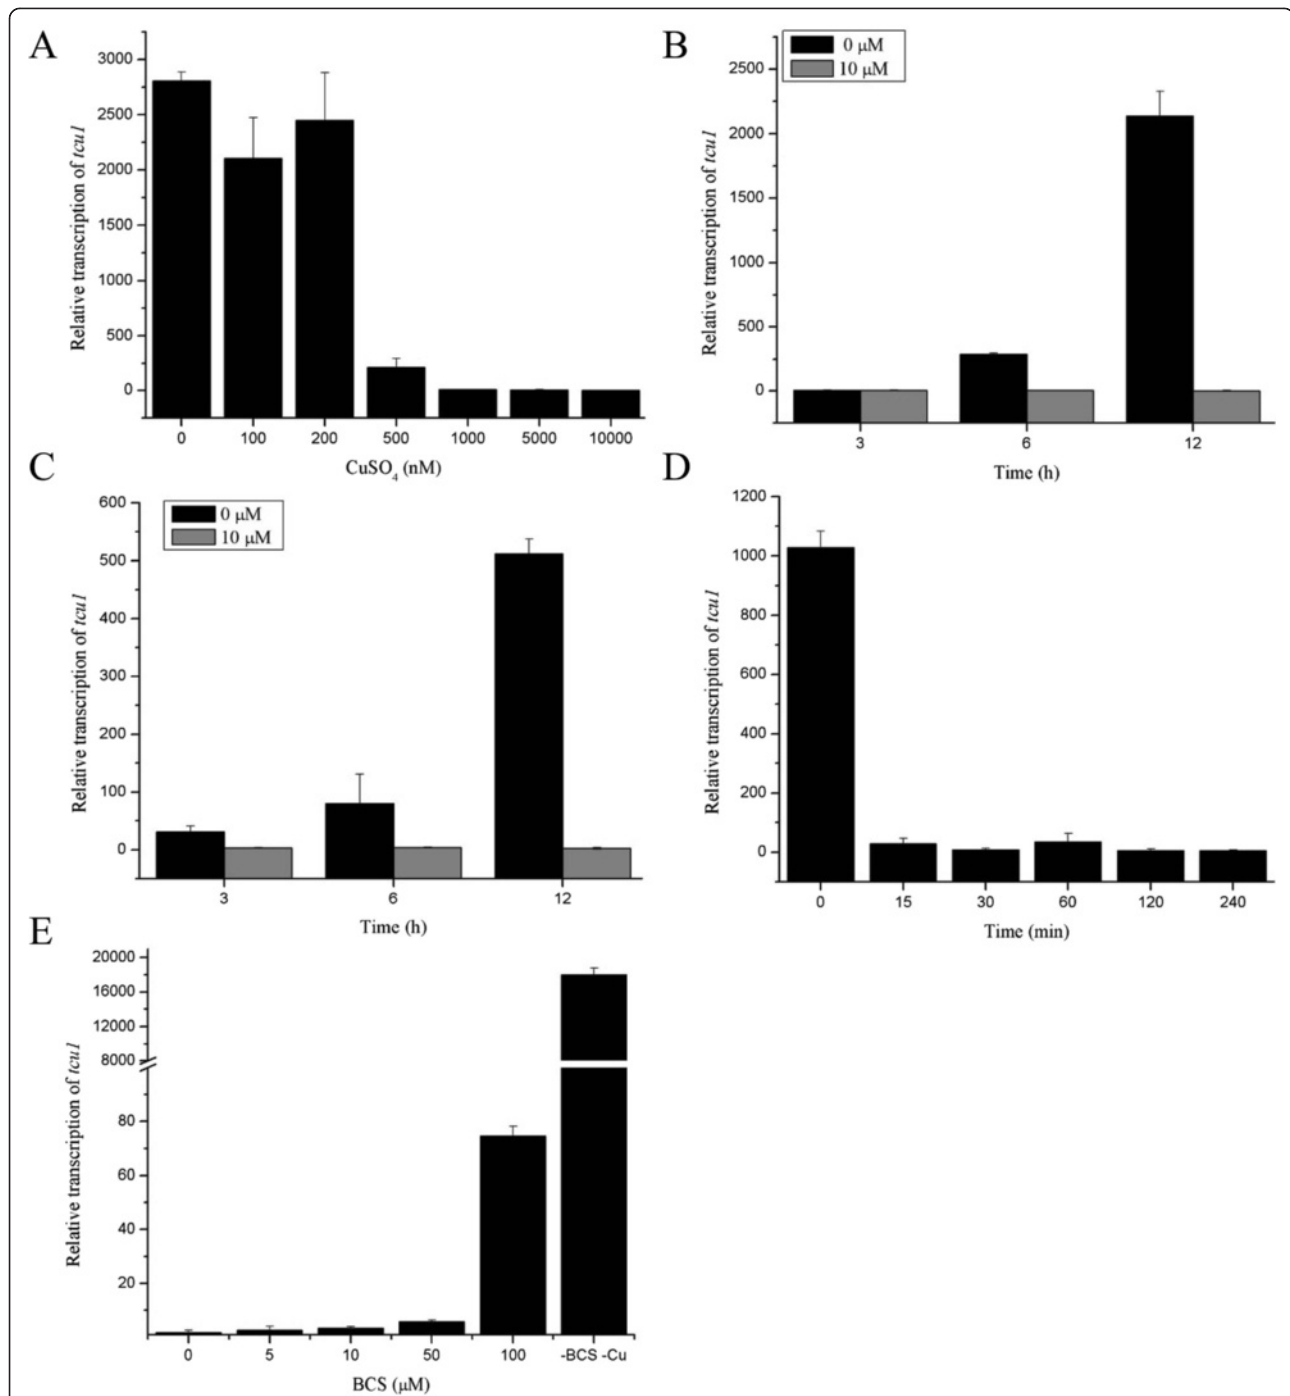 A
Relative transcription of tcu1
3000
2500
2000
1500
1000
500
0
0 100 200 500 1000 5000 10000
CuSO4 (nM)
B
0 μM
10 μM
Relative transcription of tcu1
2500
2000
1500
1000
500
0
3 6 12
Time (h)
C
0 μM
10 μM
Relative transcription of tcu1
600
500
400
300
200
100
0
3 6 12
Time (h)
D
Relative transcription of tcu1
1200
1000
800
600
400
200
0
0 15 30 60 120 240
Time (min)
E
Relative transcription of tcu1
20000
16000
12000
8000
80
60
40
20
0 5 10 50 100 -BCS -Cu
BCS (μM)